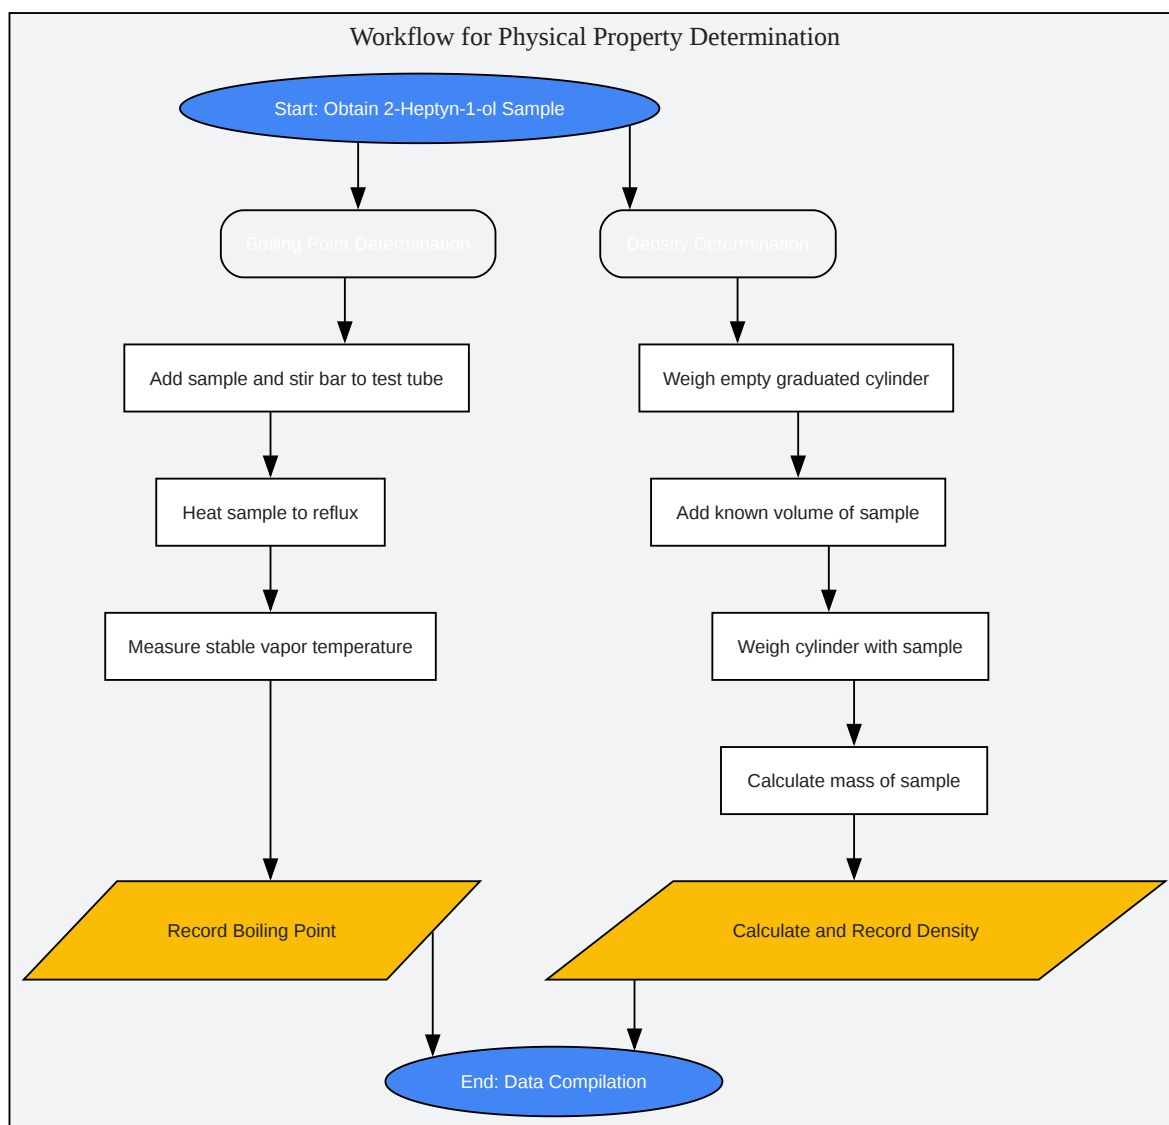 Workflow for Physical Property Determination
Start: Obtain 2-Heptyn-1-ol Sample
Boiling Point Determination
Density Determination
Add sample and stir bar to test tube
Weigh empty graduated cylinder
Heat sample to reflux
Add known volume of sample
Measure stable vapor temperature
Weigh cylinder with sample
Calculate mass of sample
Record Boiling Point
Calculate and Record Density
End: Data Compilation